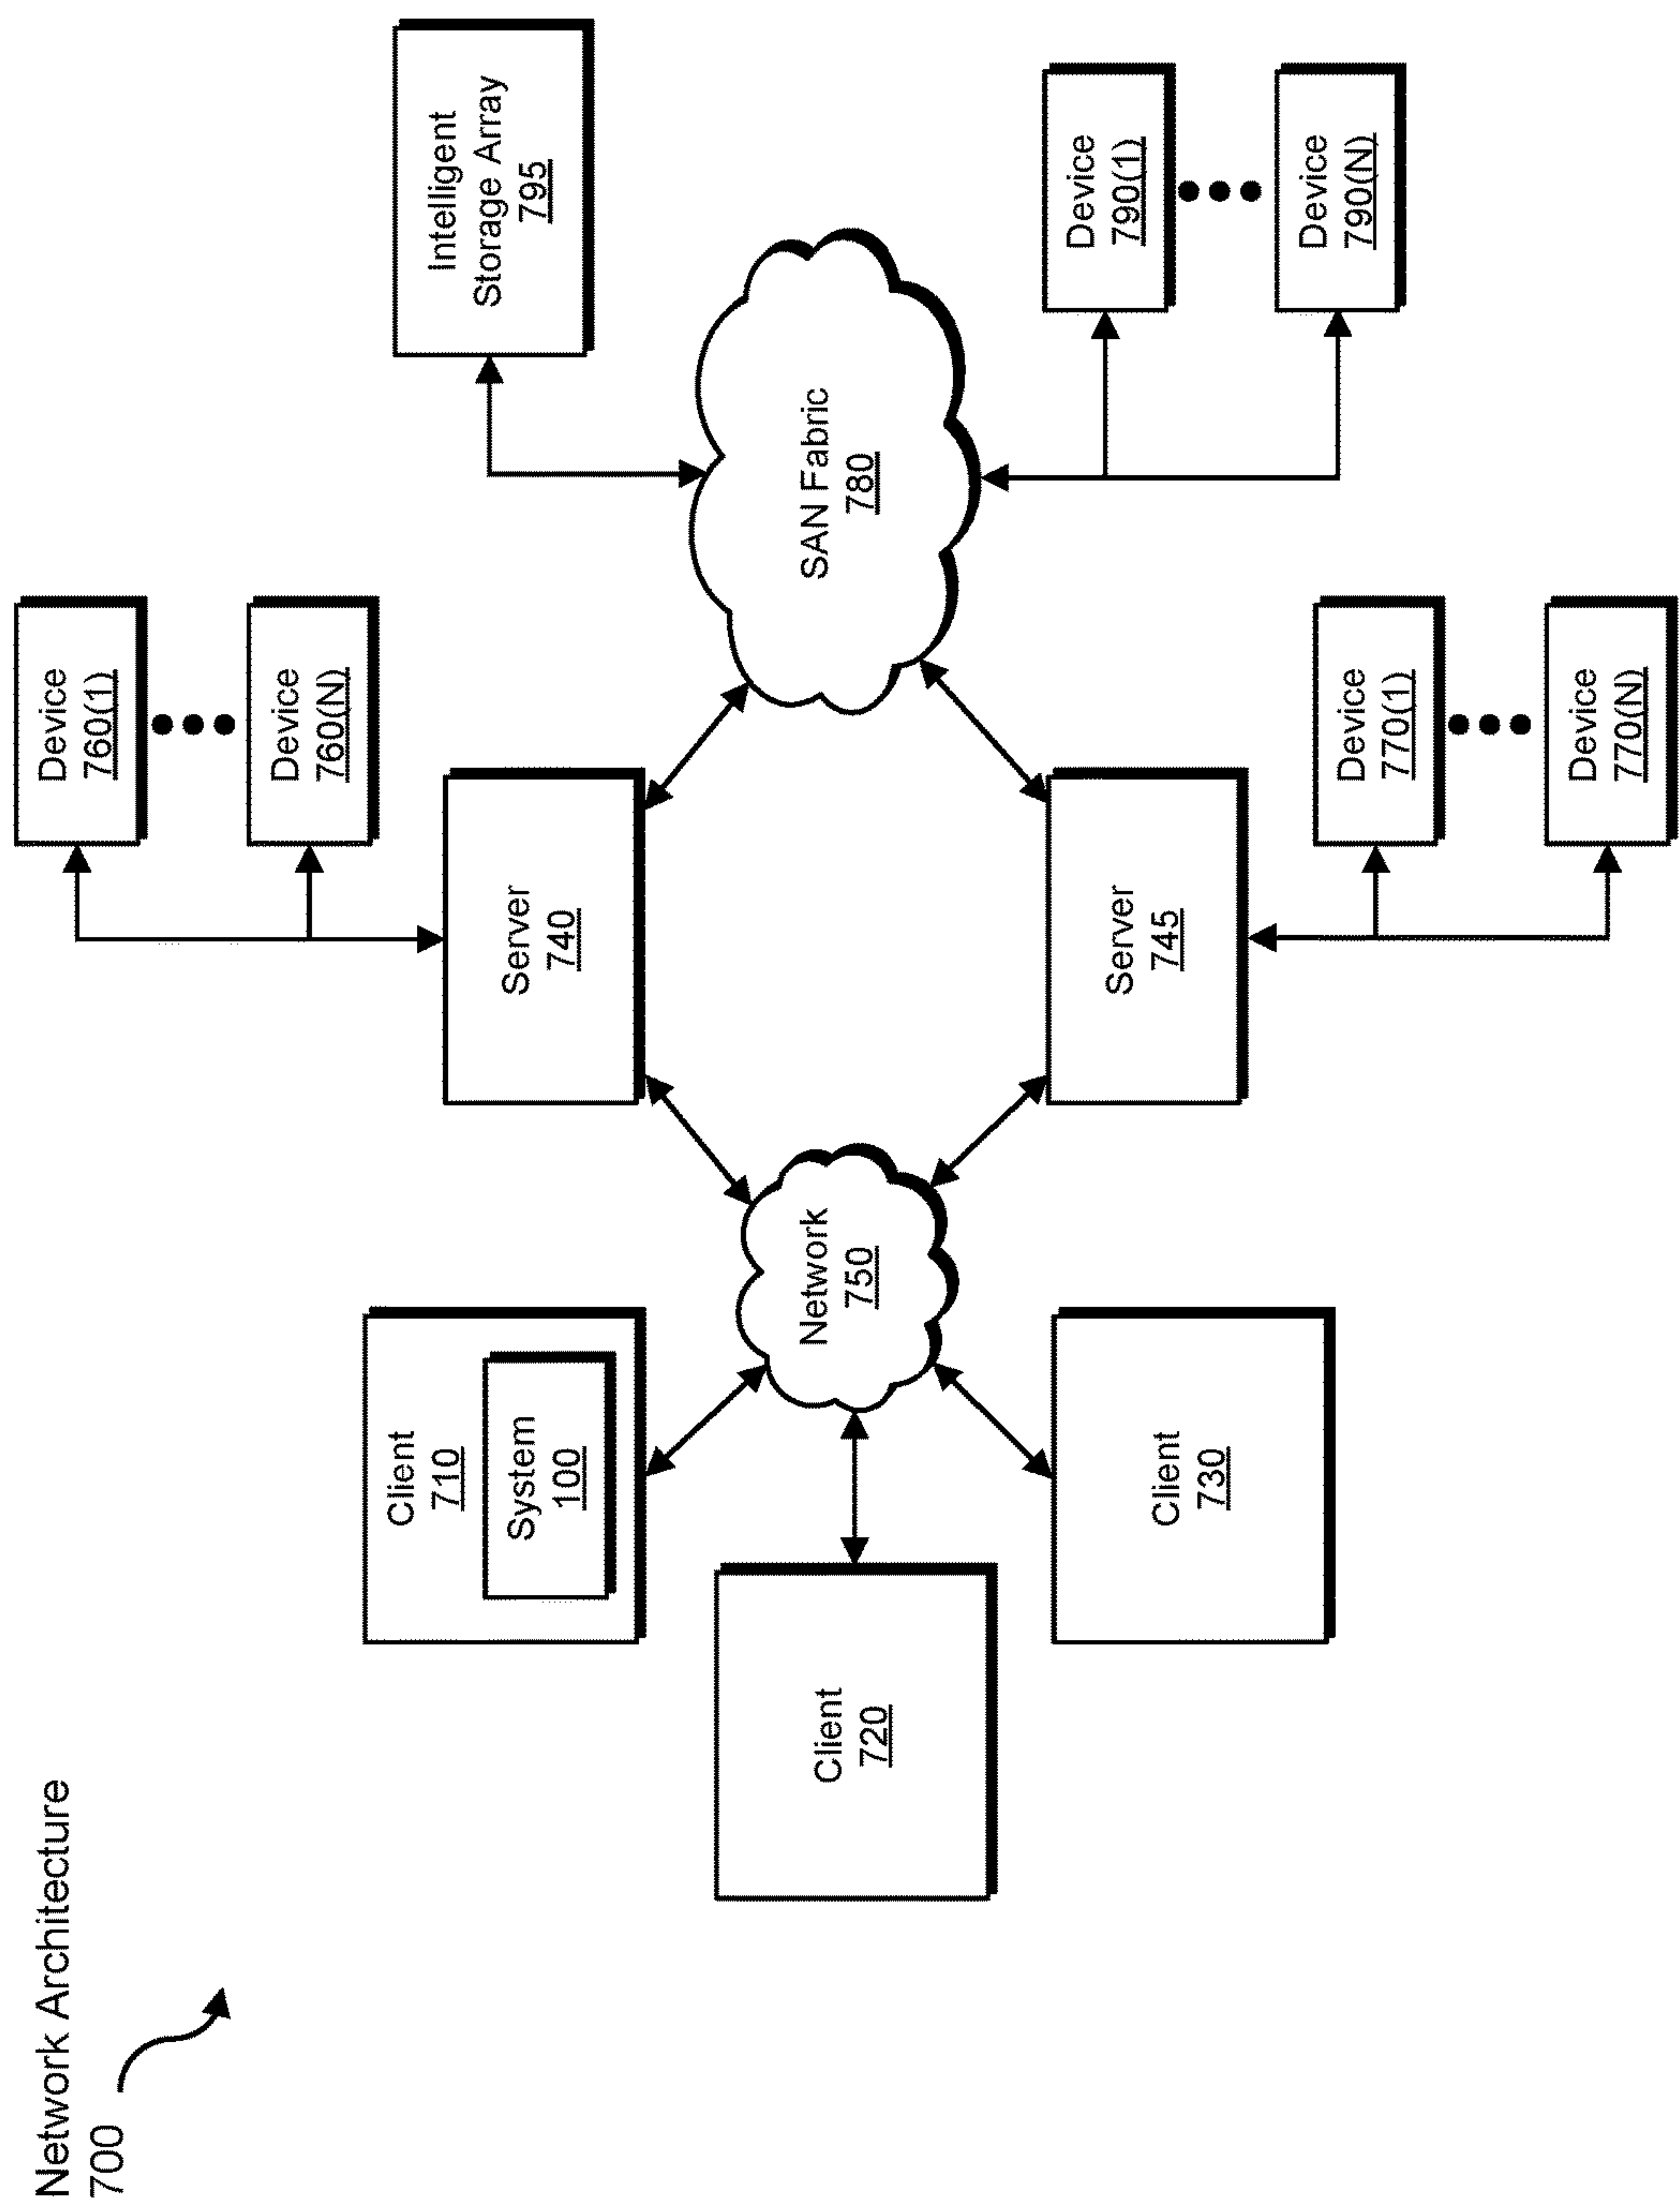 Network Architecture
700
Client
710
System
100
Client
720
Client
730
Network
750
Server
740
Server
745
Device
760(1)
Device
760(N)
Device
770(1)
Device
770(N)
SAN Fabric
780
Intelligent
Storage Array
795
Device
790(1)
Device
790(N)